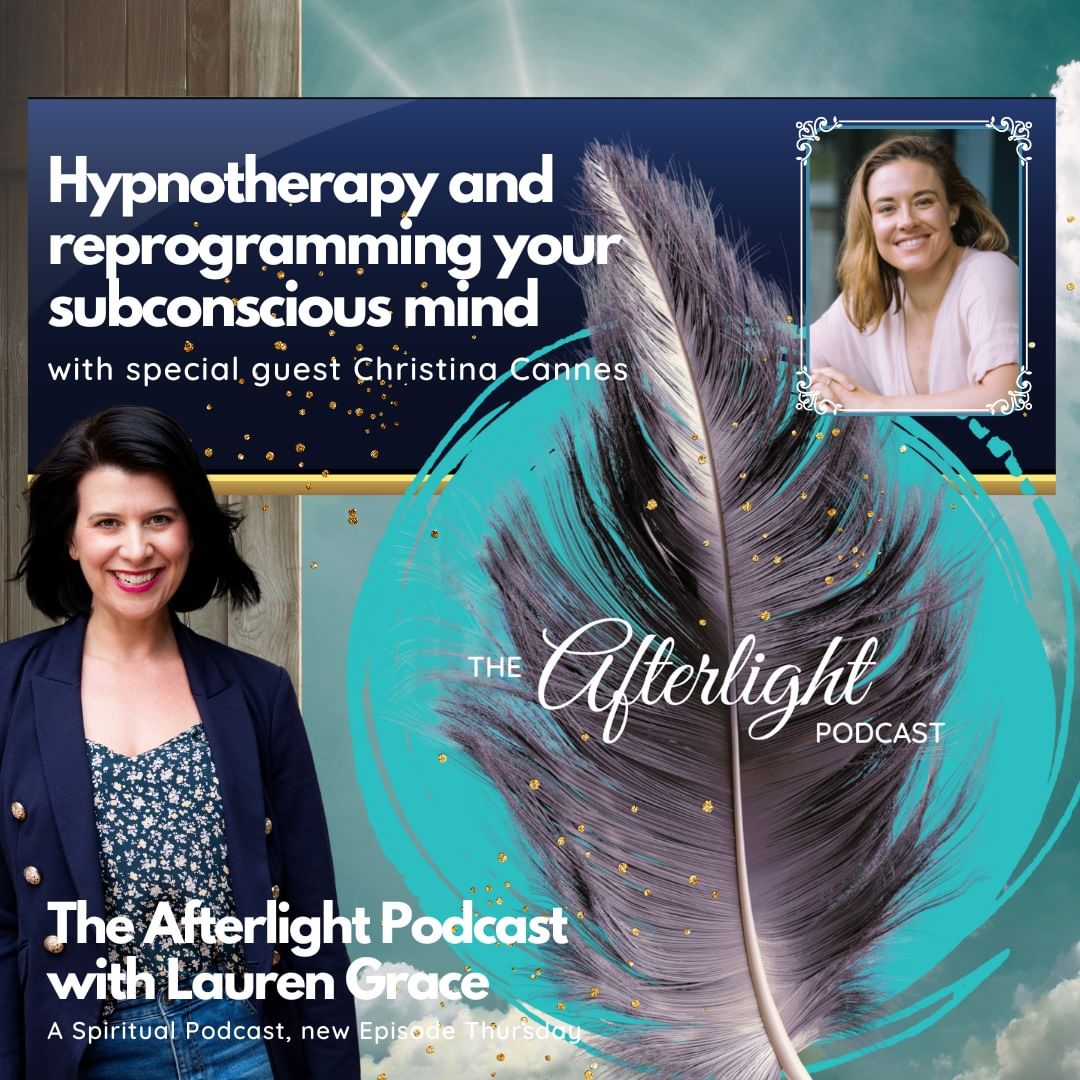 Hypnotherapy and
reprogramming your
subconscious mind
with special guest Christina Cannes
THE Afterlight
PODCAST
The Afterlight Podcast
with Lauren Grace
A Spiritual Podcast, new Episode Thursday